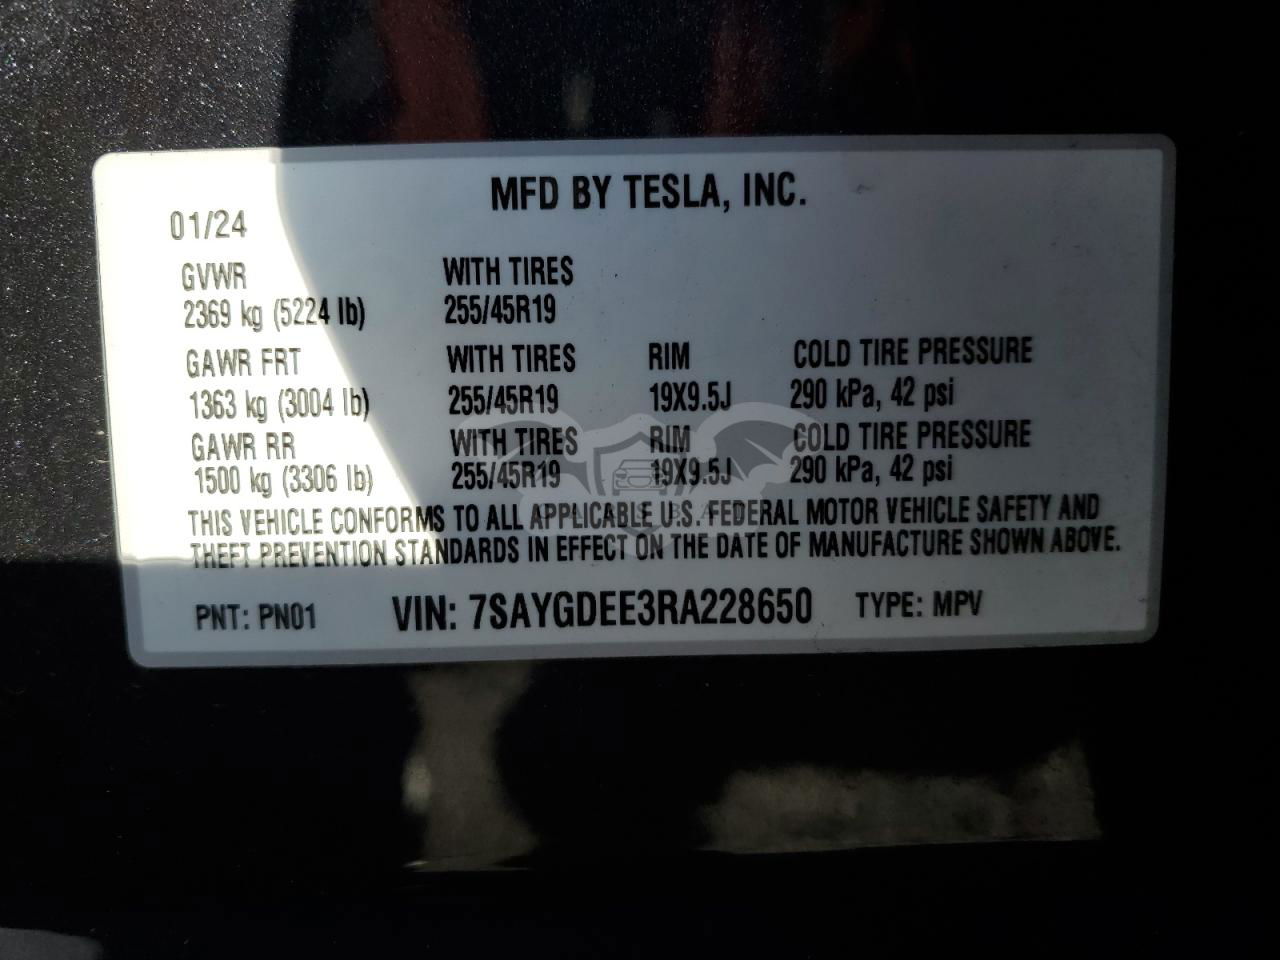 MFD BY TESLA, INC.
01/24
GVWR WITH TIRES
2369 kg (5224 lb) 255/45R19
GAWR FRT WITH TIRES RIM COLD TIRE PRESSURE
1363 kg (3004 lb) 255/45R19 19X9.5J 290 kPa, 42 psi
GAWR RR WITH TIRES RIM COLD TIRE PRESSURE
1500 kg (3306 lb) 255/45R19 19X9.5J 290 kPa, 42 psi
THIS VEHICLE CONFORMS TO ALL APPLICABLE U.S. FEDERAL MOTOR VEHICLE SAFETY AND
THEFT PREVENTION STANDARDS IN EFFECT ON THE DATE OF MANUFACTURE SHOWN ABOVE.
PNT: PN01 VIN: 7SAYGDEE3RA228650 TYPE: MPV